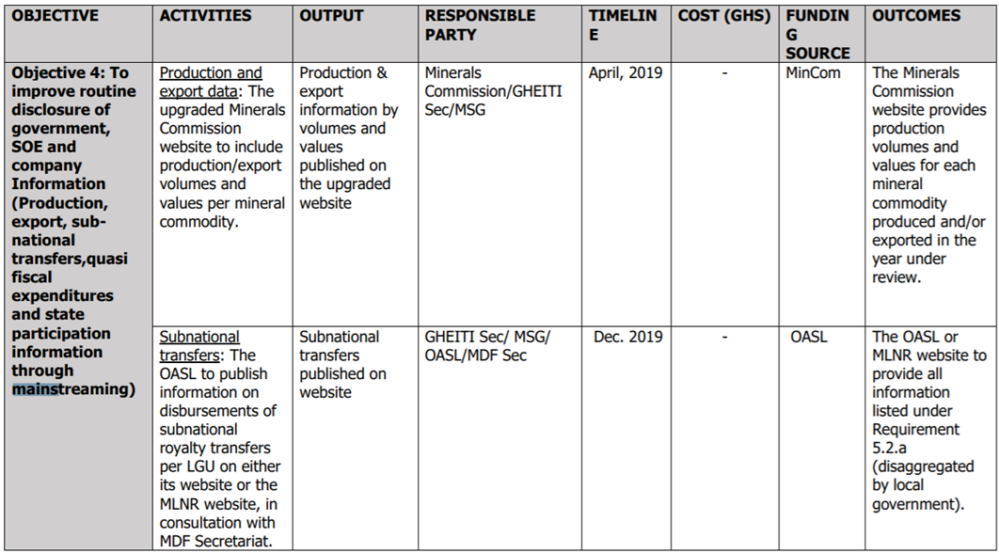 OBJECTIVE
ACTIVITIES
OUTPUT
RESPONSIBLE
PARTY
TIMELIN
E
COST (GHS)
FUNDIN
G
SOURCE
OUTCOMES
Objective 4: To
improve routine
disclosure of
government,
SOE and
company
Information
(Production,
export, sub-
national
transfers,quasi
fiscal
expenditures
and state
participation
information
through
mainstreaming)
Production and
export data: The
upgraded Minerals
Commission
website to include
production/export
volumes and
values per mineral
commodity.
Production &
export
information by
volumes and
values
published on
the upgraded
website
Minerals
Commission/GHEITI
Sec/MSG
April, 2019
-
MinCom
The Minerals
Commission
website provides
production
volumes and
values for each
mineral
commodity
produced and/or
exported in the
year under
review.
Subnational
transfers: The
OASL to publish
information on
disbursements of
subnational
royalty transfers
per LGU on either
its website or the
MLNR website, in
consultation with
MDF Secretariat.
Subnational
transfers
published on
website
GHEITI Sec/ MSG/
OASL/MDF Sec
Dec. 2019
-
OASL
The OASL or
MLNR website to
provide all
information
listed under
Requirement
5.2.a
(disaggregated
by local
government).